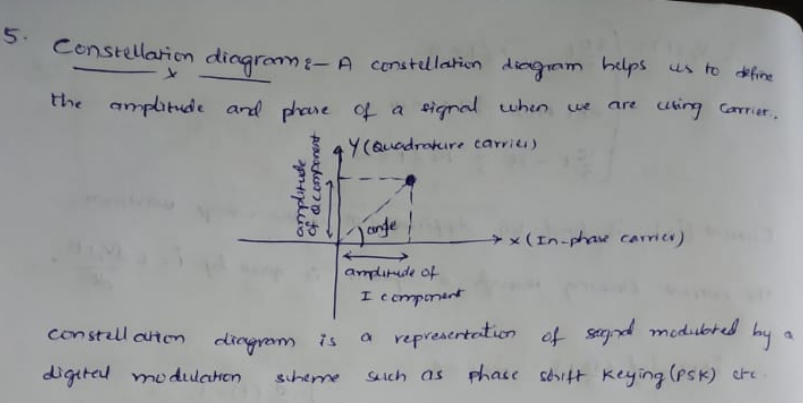 5. Constellation diagram :- A constellation diagram helps us to define
the amplitude and phase of a signal when we are using carrier.
Y (Quadrature carrier)
amplitude
of Q component
angle
X (In-phase carrier)
amplitude of
I component
constellation diagram is a representation of signal modulated by a
digital modulation scheme such as phase shift keying (PSK) etc